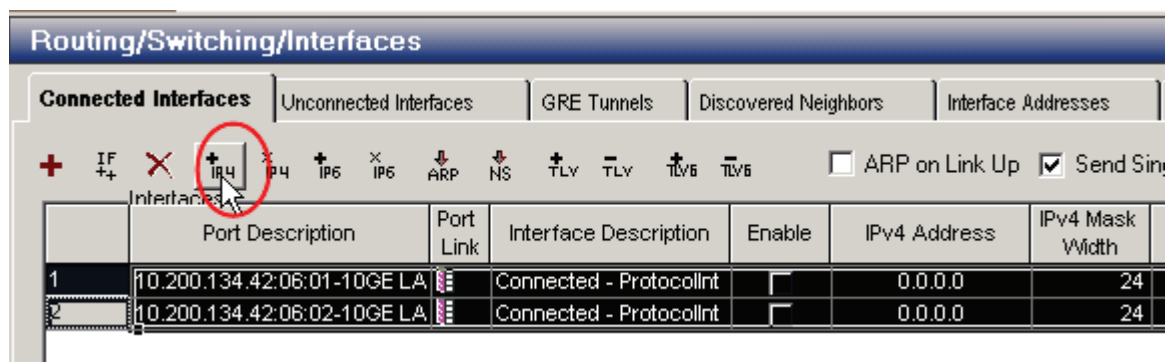 Routing/Switching/Interfaces
Connected Interfaces Unconnected Interfaces GRE Tunnels Discovered Neighbors Interface Addresses
IF IP4 IP4 IP6 IP6 ARP NS TLV TLV TLV6 TLV6 ARP on Link Up Send Sin
Interfaces
Port Description Port Link Interface Description Enable IPv4 Address IPv4 Mask Width
1 10.200.134.42:06:01-10GE LA Connected - ProtocolInt 0.0.0.0 24
2 10.200.134.42:06:02-10GE LA Connected - ProtocolInt 0.0.0.0 24